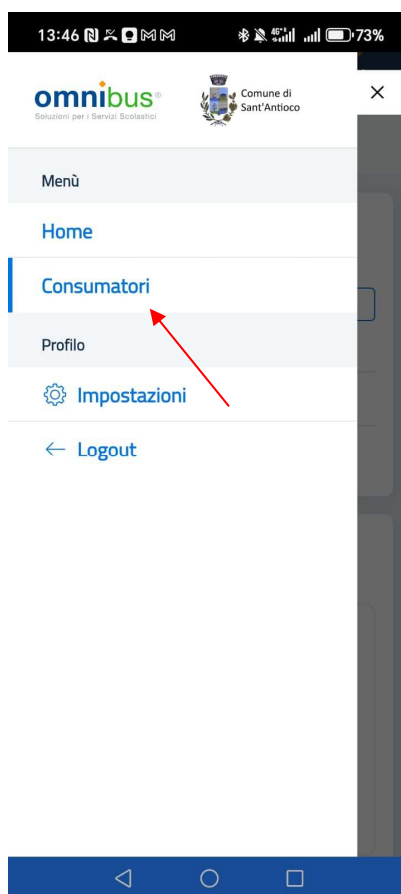 13:46 73%
omnibus®
Soluzioni per i Servizi Scolastici
Comune di
Sant'Antioco
Menù
Home
Consumatori
Profilo
Impostazioni
Logout